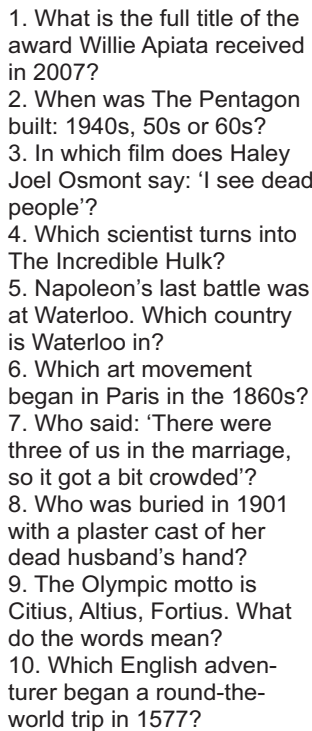 1. What is the full title of the
award Willie Apiata received
in 2007?
2. When was The Pentagon
built: 1940s, 50s or 60s?
3. In which film does Haley
Joel Osmont say: ‘I see dead
people’?
4. Which scientist turns into
The Incredible Hulk?
5. Napoleon’s last battle was
at Waterloo. Which country
is Waterloo in?
6. Which art movement
began in Paris in the 1860s?
7. Who said: ‘There were
three of us in the marriage,
so it got a bit crowded’?
8. Who was buried in 1901
with a plaster cast of her
dead husband’s hand?
9. The Olympic motto is
Citius, Altius, Fortius. What
do the words mean?
10. Which English adven-
turer began a round-the-
world trip in 1577?